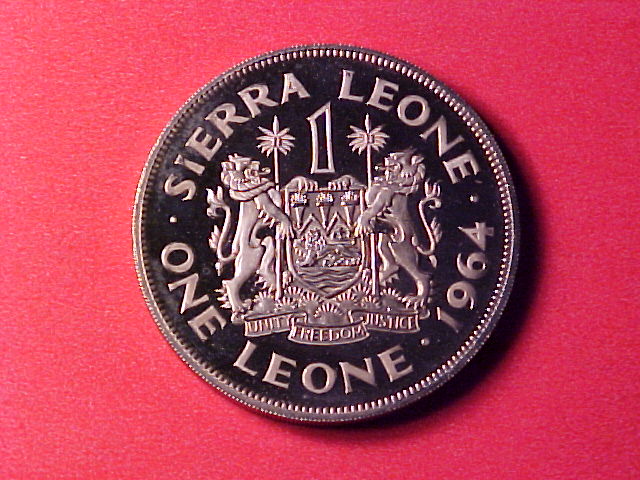 · SIERRA LEONE ·
1
UNITY FREEDOM JUSTICE
ONE LEONE · 1964